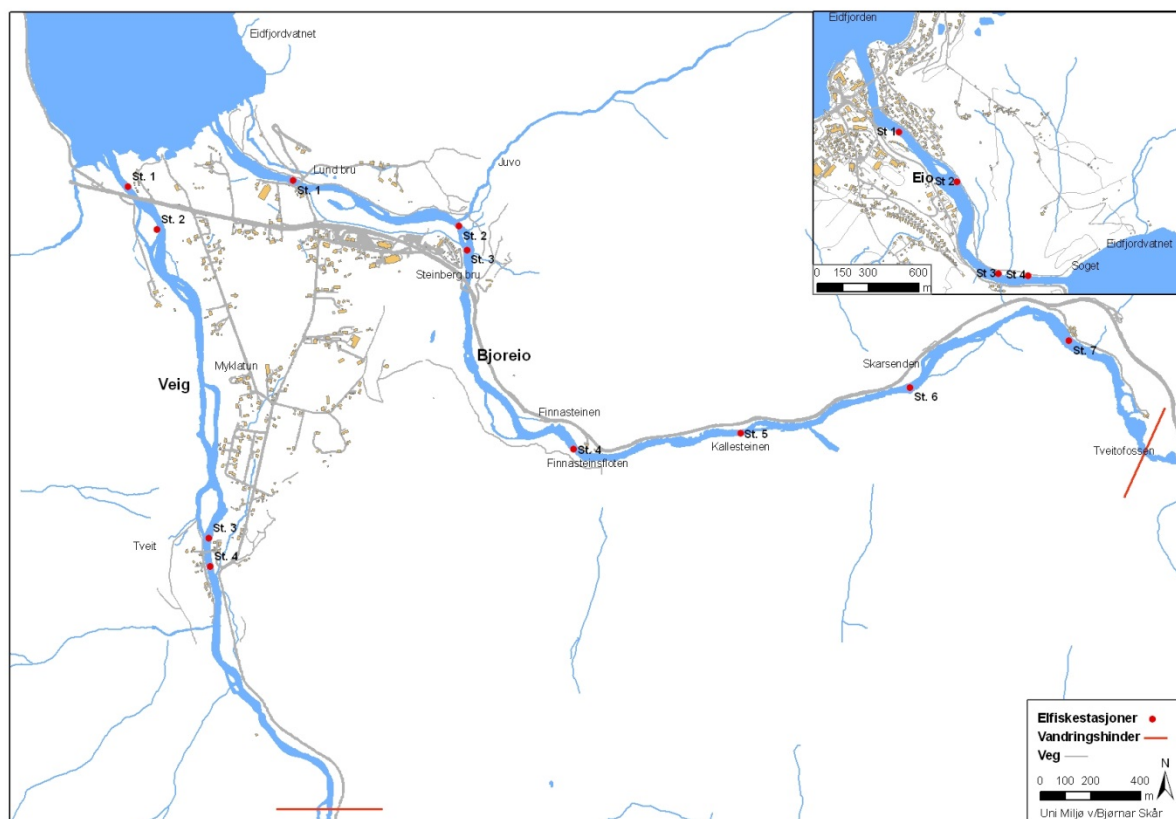 Eidfjordvatnet
Juvo
Lund bru
St. 1
St. 1
St. 2
St. 2
St. 3
Steinberg bru
Bjoreio
Veig
Myklatun
Finnasteinen
St. 4
Finnasteinsfloten
St. 5
Kallesteinen
Skarsenden
St. 6
St. 7
Tveitofossen
St. 3
Tveit
St. 4
Eidfjorden
St 1
Eio
St 2
Eidfjordvatnet
Soget
St 3
St 4
0 150 300 600
m
Elfiskestasjoner
Vandringshinder
Veg
N
0 100 200 400
m
Uni Miljø v/Bjørnar Skår